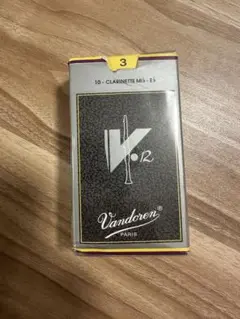 3
10 - CLARINETTE MIb - Eb
V•12
Vandoren®
PARIS